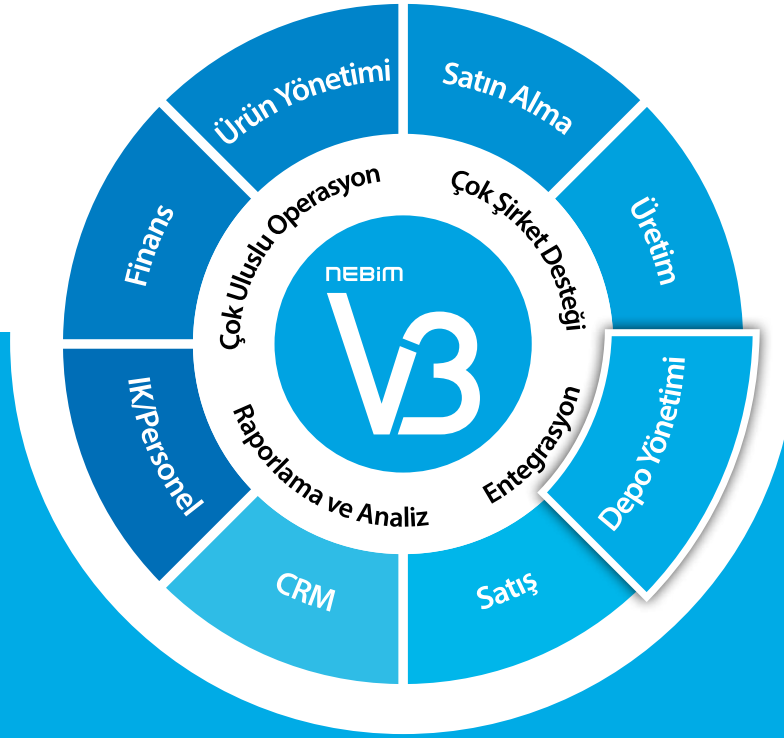 Ürün Yönetimi
Satın Alma
Üretim
Depo Yönetimi
Satış
CRM
IK/Personel
Finans
Çok Uluslu Operasyon
Çok Şirket Desteği
Entegrasyon
Raporlama ve Analiz
NEBiM
V3